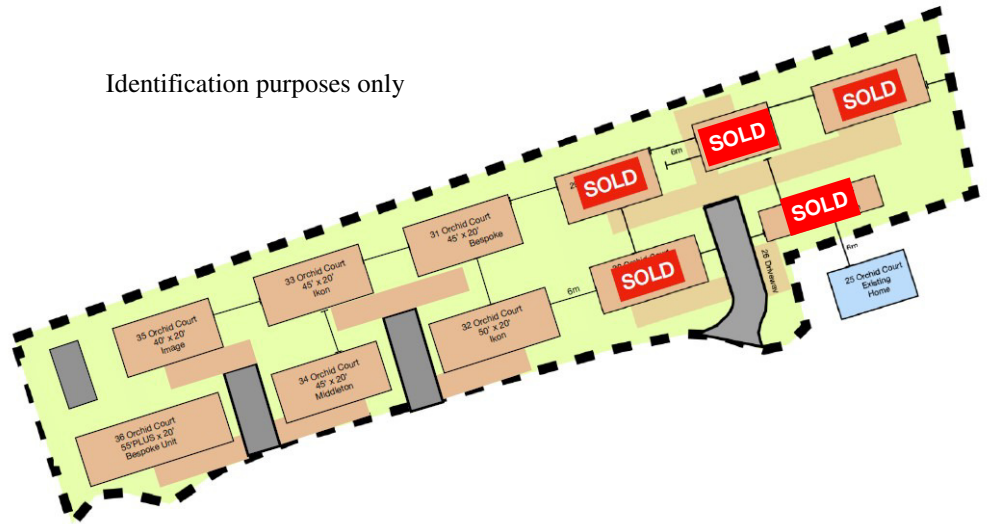 Identification purposes only
SOLD
SOLD
6m
SOLD
SOLD
31 Orchid Court
45' x 20'
Bespoke
6m
SOLD
26 Driveway
25 Orchid Court
Existing
Home
33 Orchid Court
45' x 20'
Ikon
6m
32 Orchid Court
50' x 20'
Ikon
35 Orchid Court
40' x 20'
Image
34 Orchid Court
45' x 20'
Middleton
36 Orchid Court
55'PLUS x 20'
Bespoke Unit